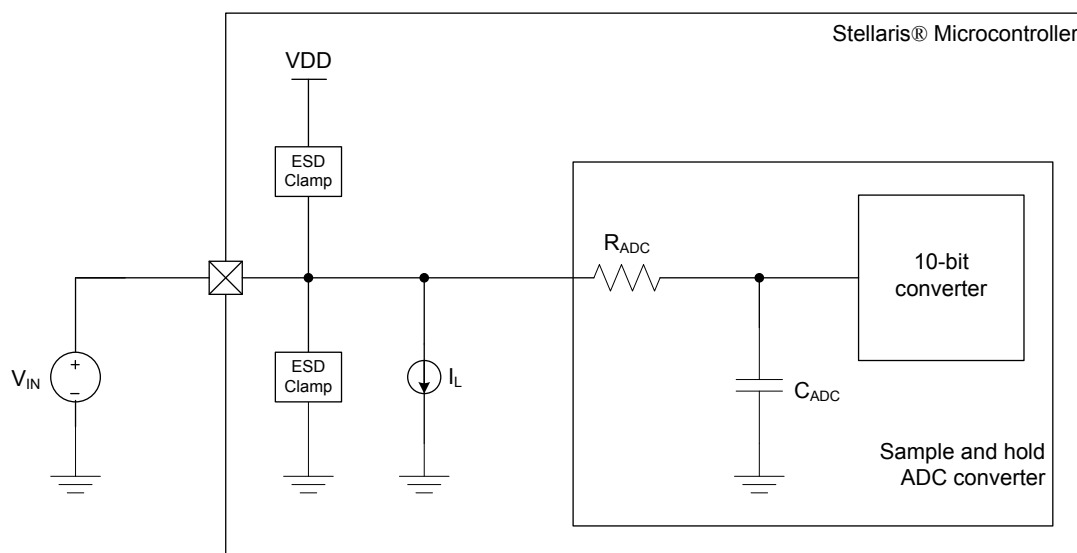 Stellaris® Microcontroller
VDD
ESD
Clamp
R_ADC
10-bit
converter
V_IN
+
−
ESD
Clamp
I_L
C_ADC
Sample and hold
ADC converter